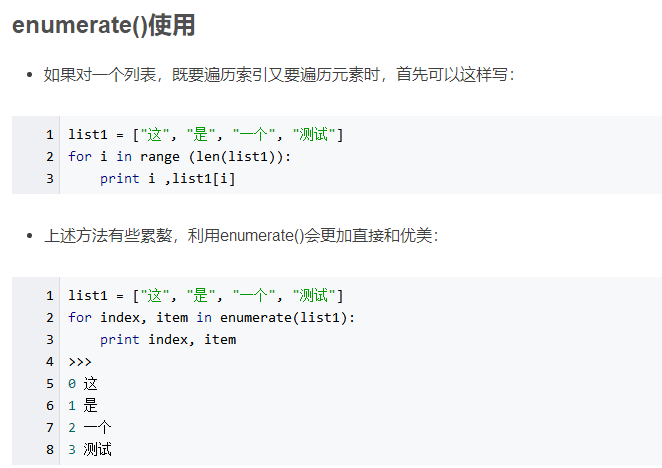 enumerate()使用
• 如果对一个列表，既要遍历索引又要遍历元素时，首先可以这样写：
1 list1 = ["这", "是", "一个", "测试"]
2 for i in range (len(list1)):
3     print i ,list1[i]
• 上述方法有些累赘，利用enumerate()会更加直接和优美：
1 list1 = ["这", "是", "一个", "测试"]
2 for index, item in enumerate(list1):
3     print index, item
4 >>>
5 0 这
6 1 是
7 2 一个
8 3 测试